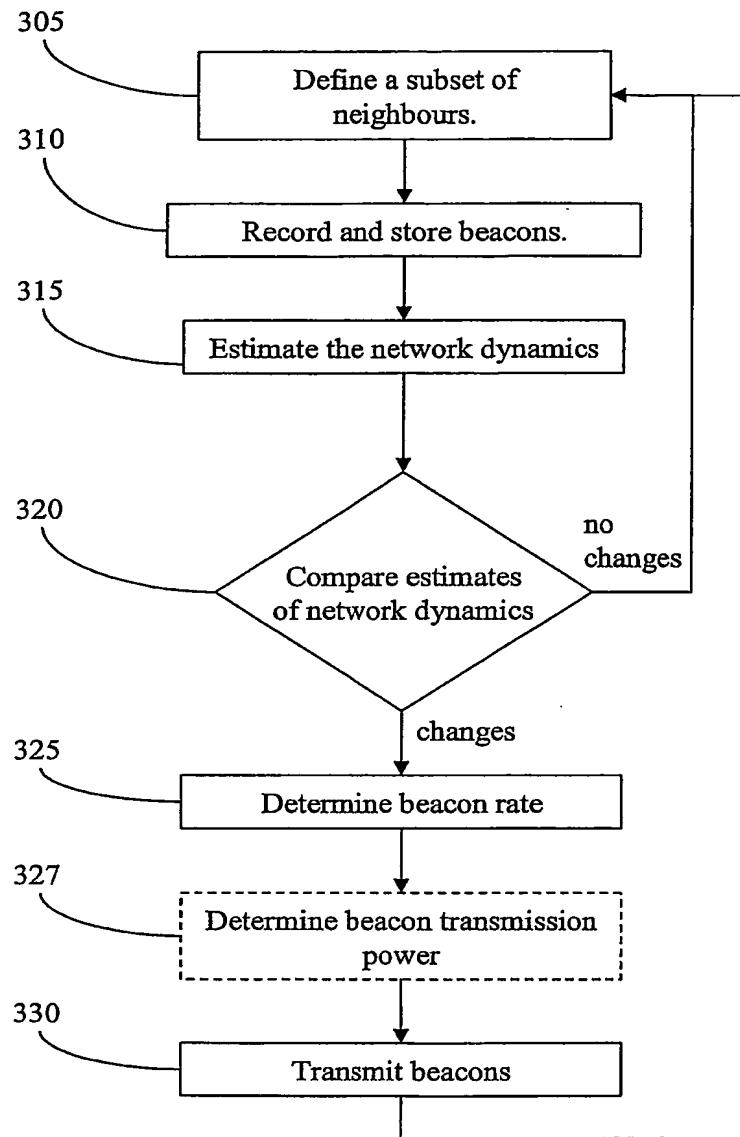 305
Define a subset of
neighbours.
310
Record and store beacons.
315
Estimate the network dynamics
320
no
changes
Compare estimates
of network dynamics
changes
325
Determine beacon rate
327
Determine beacon transmission
power
330
Transmit beacons